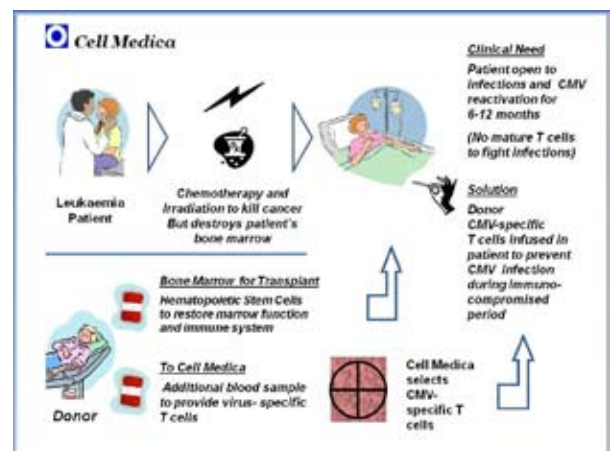 Cell Medica
Leukaemia
Patient
Chemotherapy and
Irradiation to kill cancer
But destroys patient's
bone marrow
Clinical Need
Patient open to
infections and CMV
reactivation for
6-12 months
(No mature T cells
to fight infections)
Solution
Donor
CMV-specific
T cells infused in
patient to prevent
CMV infection
during immuno-
compromised
period
Bone Marrow for Transplant
Hematopoietic Stem Cells
to restore marrow function
and immune system
To Cell Medica
Additional blood sample
to provide virus- specific
T cells
Donor
Cell Medica
selects
CMV-
specific T
cells